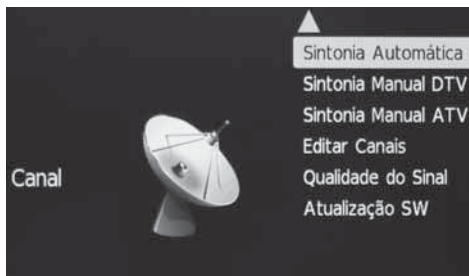 Sintonia Automática
Sintonia Manual DTV
Sintonia Manual ATV
Editar Canais
Canal
Qualidade do Sinal
Atualização SW